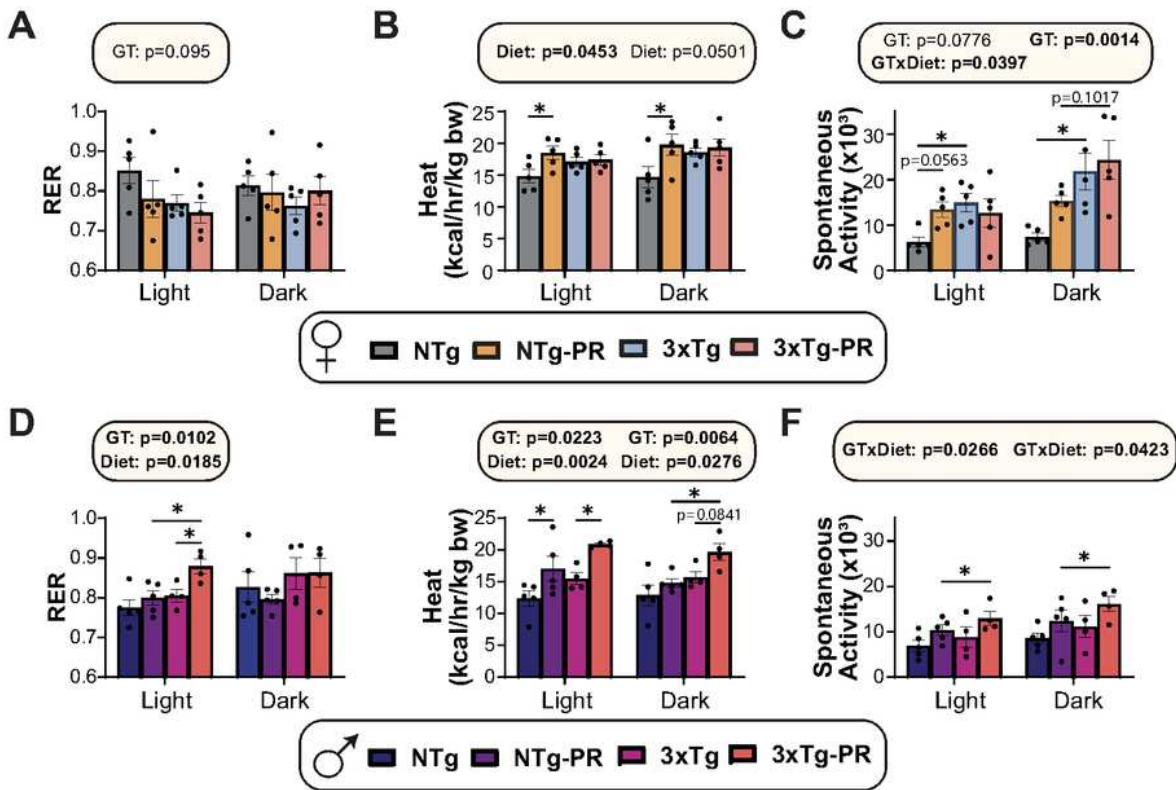 A
GT: p=0.095
RER
1.0
0.9
0.8
0.7
0.6
Light
Dark
B
Diet: p=0.0453
Diet: p=0.0501
Heat
(kcal/hr/kg bw)
25
20
15
10
5
0
*
*
Light
Dark
C
GT: p=0.0776
GT: p=0.0014
GTxDiet: p=0.0397
Spontaneous
Activity (x10³)
30
20
10
0
p=0.0563
*
*
p=0.1017
Light
Dark
♀
NTg
NTg-PR
3xTg
3xTg-PR
D
GT: p=0.0102
Diet: p=0.0185
RER
1.0
0.9
0.8
0.7
0.6
*
*
Light
Dark
E
GT: p=0.0223
GT: p=0.0064
Diet: p=0.0024
Diet: p=0.0276
Heat
(kcal/hr/kg bw)
25
20
15
10
5
0
*
*
*
p=0.0841
Light
Dark
F
GTxDiet: p=0.0266
GTxDiet: p=0.0423
Spontaneous
Activity (x10³)
30
20
10
0
*
*
Light
Dark
♂
NTg
NTg-PR
3xTg
3xTg-PR